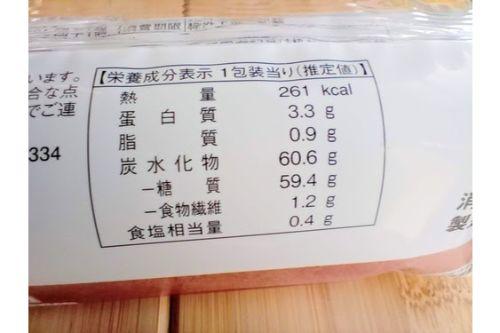 います。
合な点
でご連
334
【栄養成分表示 1包装当り(推定値)】
熱量 261 kcal
蛋白質 3.3 g
脂質 0.9 g
炭水化物 60.6 g
−糖質 59.4 g
−食物繊維 1.2 g
食塩相当量 0.4 g
消
製